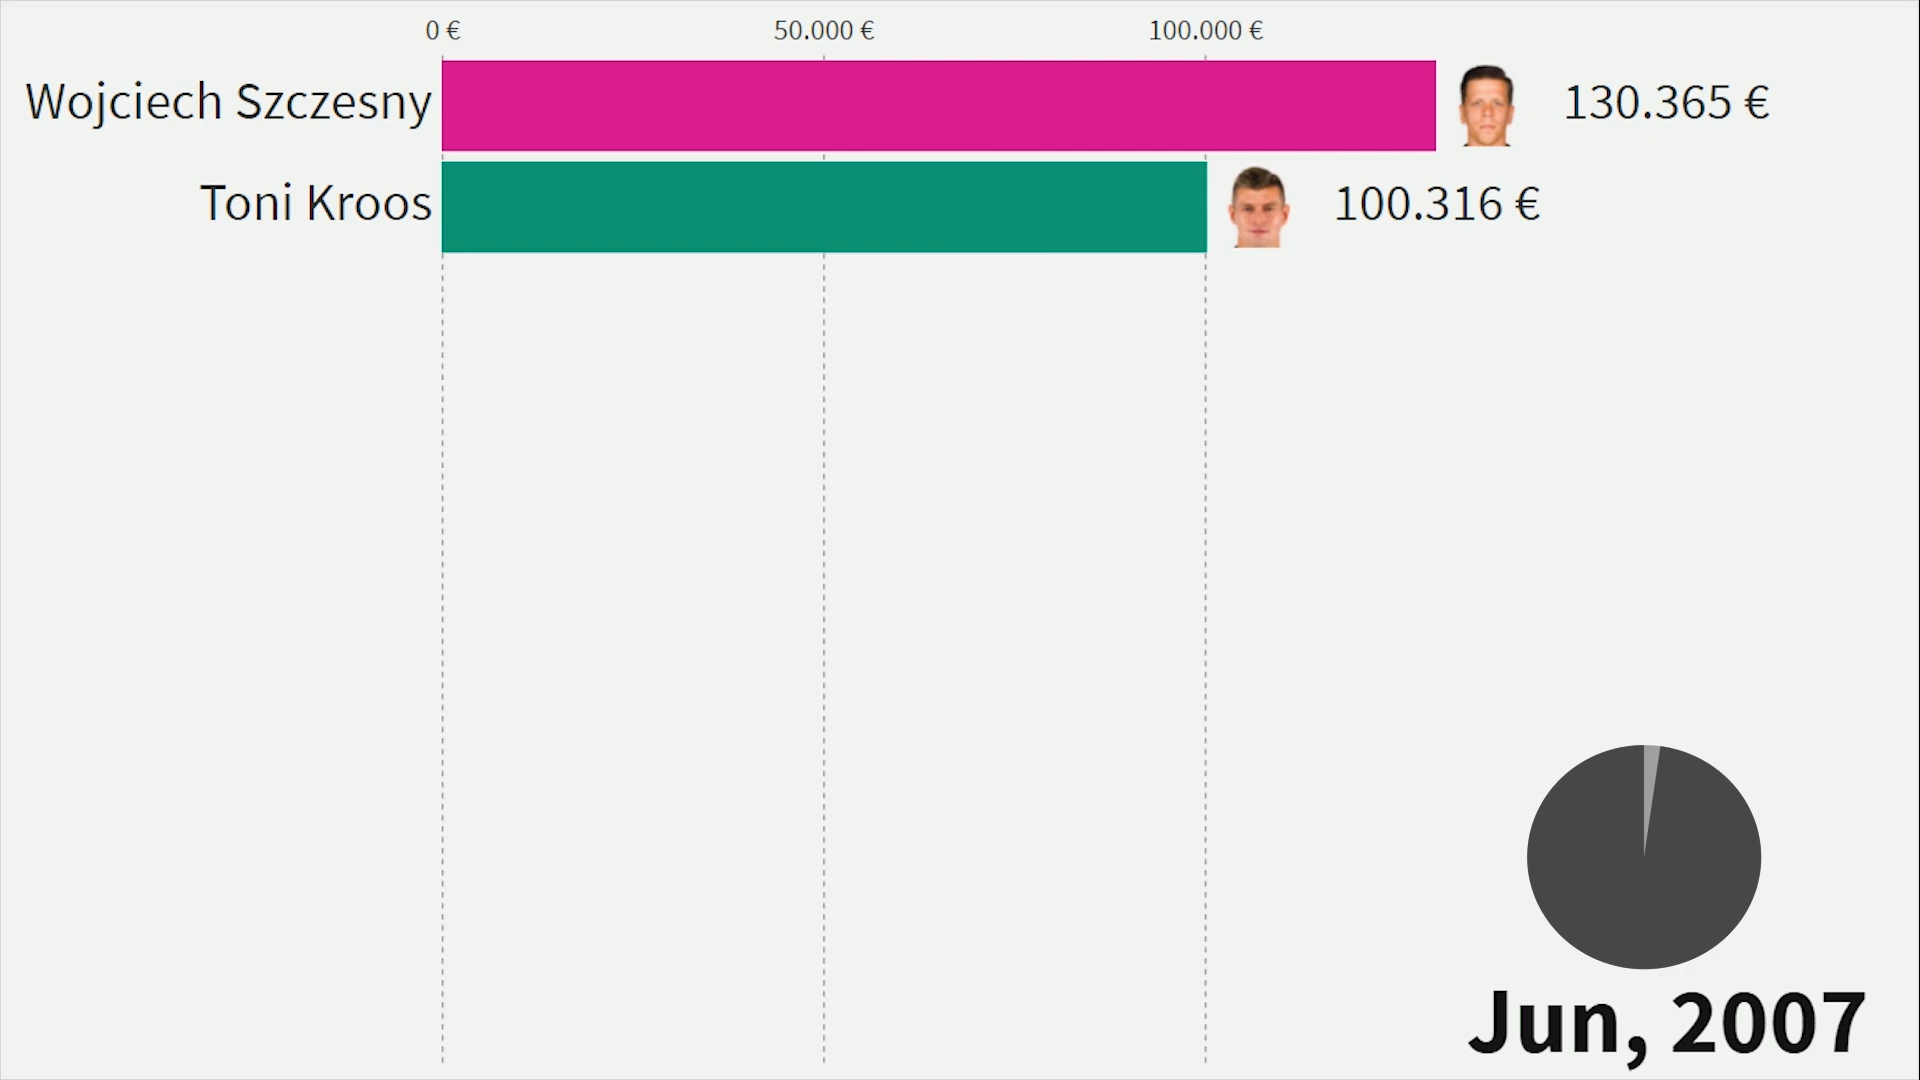 0 €
50.000 €
100.000 €
Wojciech Szczesny
130.365 €
Toni Kroos
100.316 €
Jun, 2007